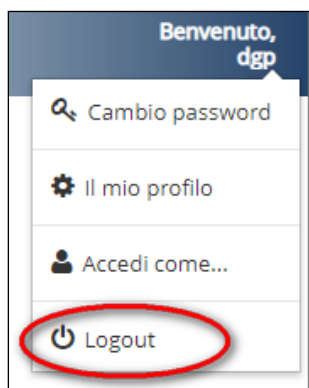 Benvenuto,
dgp
Cambio password
Il mio profilo
Accedi come...
Logout